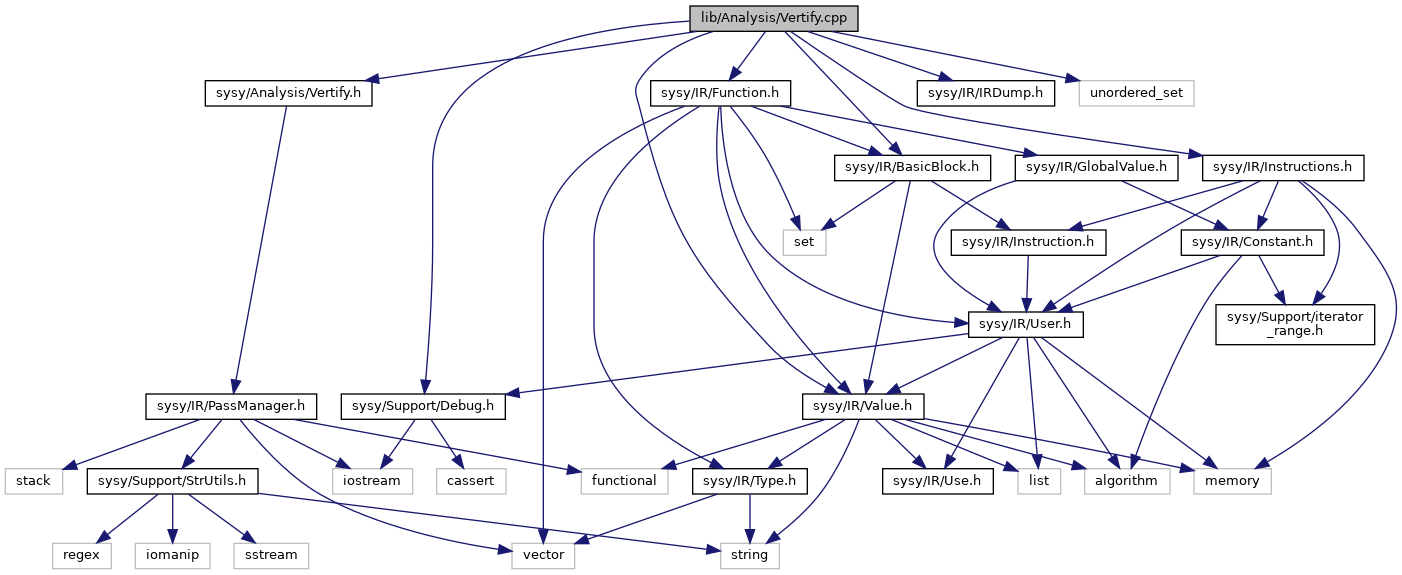 lib/Analysis/Vertify.cpp
sysy/Analysis/Vertify.h
sysy/IR/Function.h
sysy/IR/IRDump.h
unordered_set
sysy/IR/BasicBlock.h
sysy/IR/GlobalValue.h
sysy/IR/Instructions.h
set
sysy/IR/Instruction.h
sysy/IR/Constant.h
sysy/IR/User.h
sysy/Support/iterator
_range.h
sysy/IR/PassManager.h
sysy/Support/Debug.h
sysy/IR/Value.h
stack
sysy/Support/StrUtils.h
iostream
cassert
functional
sysy/IR/Type.h
sysy/IR/Use.h
list
algorithm
memory
regex
iomanip
sstream
vector
string